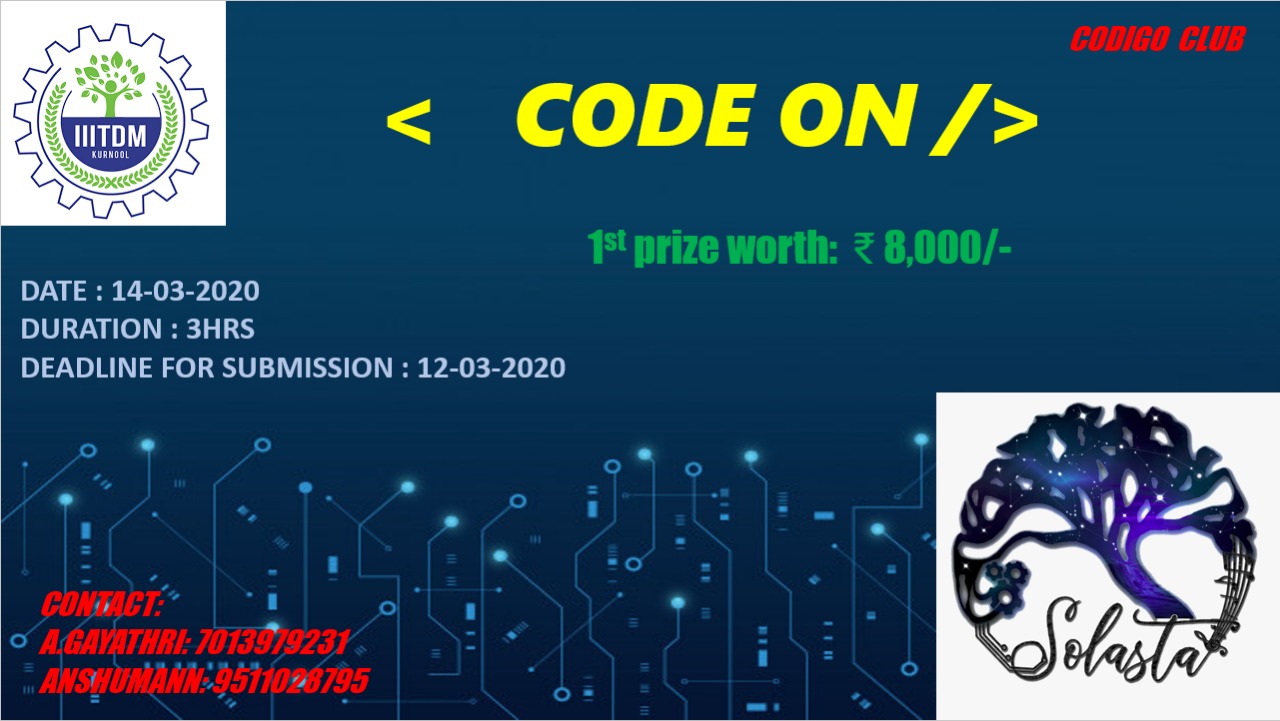 IIITDM
KURNOOL
CODIGO CLUB
< CODE ON />
1st prize worth: ₹ 8,000/-
DATE : 14-03-2020
DURATION : 3HRS
DEADLINE FOR SUBMISSION : 12-03-2020
CONTACT:
A.GAYATHRI: 7013979231
ANSHUMANN: 9511028795
Solasta